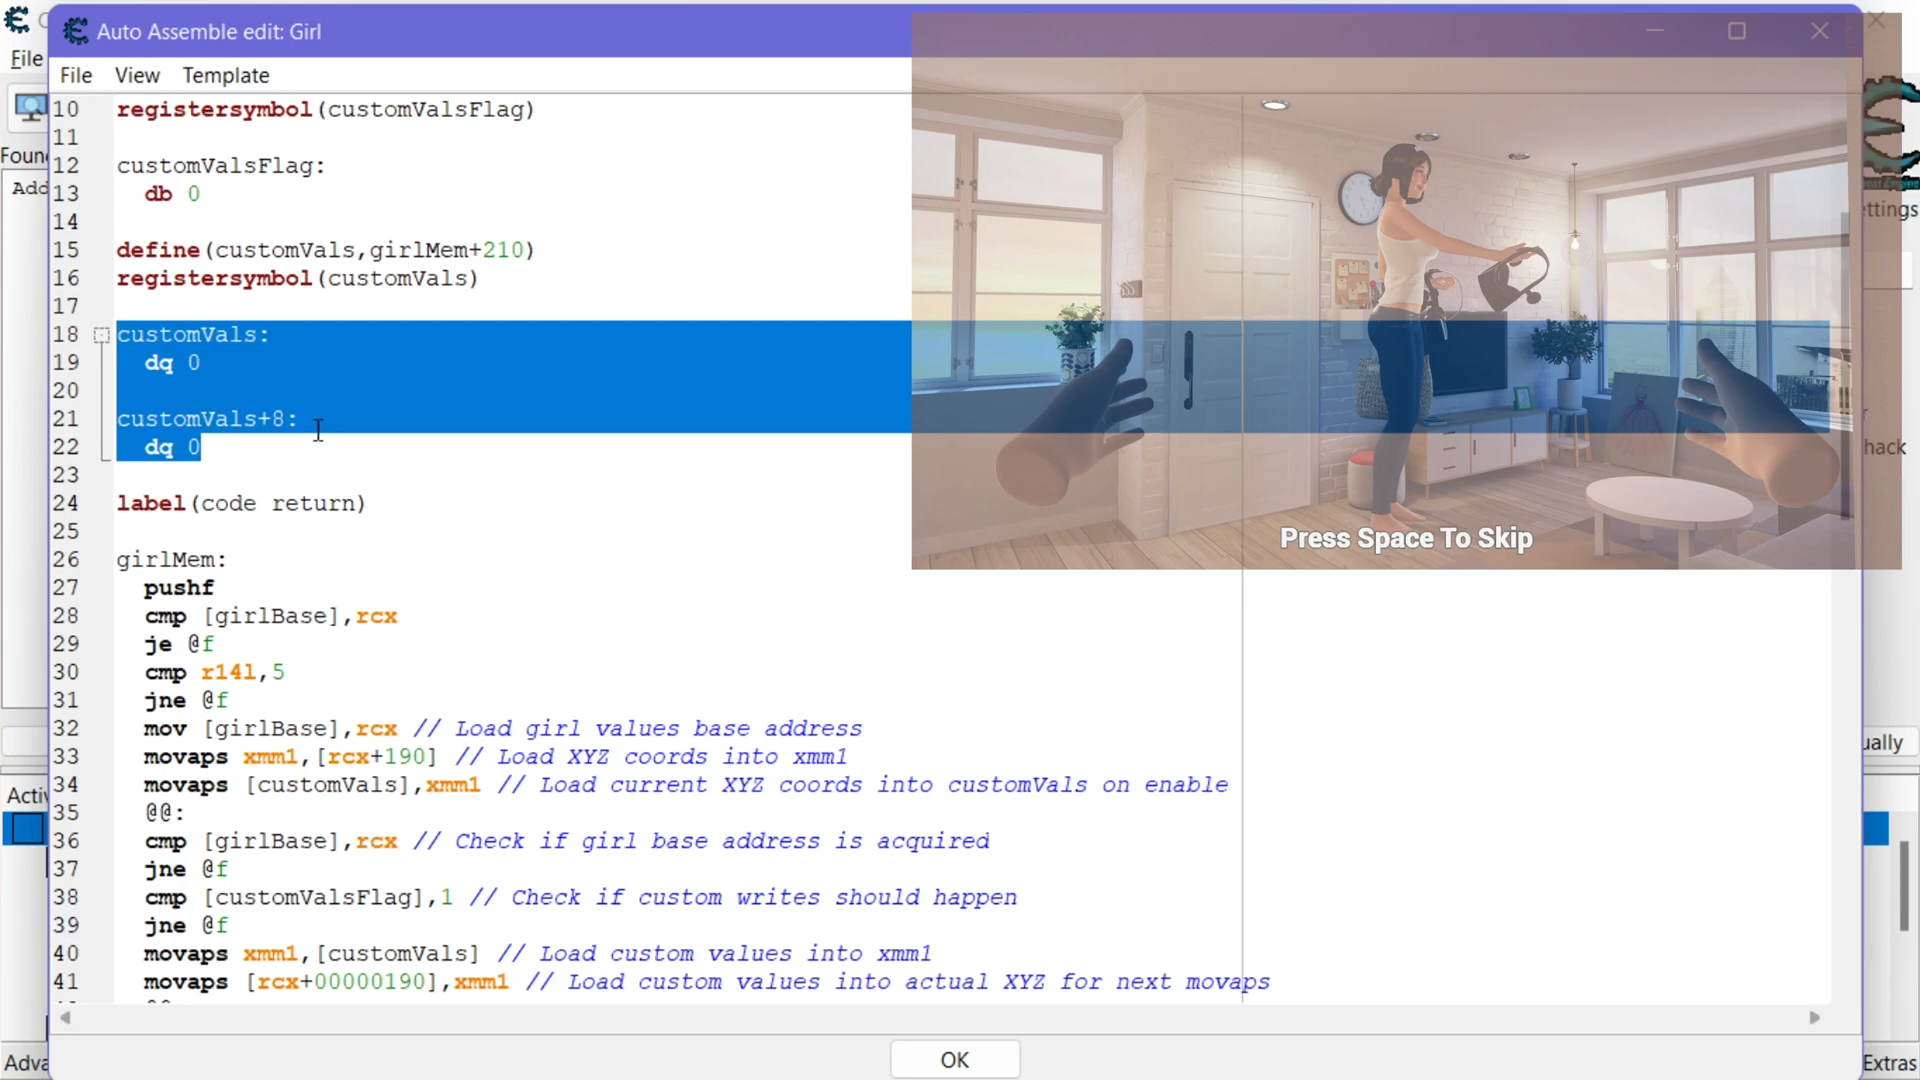 Auto Assemble edit: Girl
File
File View Template
10 registersymbol(customValsFlag)
11
Foun
12 customValsFlag:
Add
13 db 0
ettings
14
15 define(customVals,girlMem+210)
16 registersymbol(customVals)
17
18 customVals:
19 dq 0
20
21 customVals+8:
22 dq 0
hack
23
24 label(code return)
25
Press Space To Skip
26 girlMem:
27 pushf
28 cmp [girlBase],rcx
29 je @f
30 cmp r14l,5
31 jne @f
32 mov [girlBase],rcx // Load girl values base address
ually
33 movaps xmm1,[rcx+190] // Load XYZ coords into xmm1
34 movaps [customVals],xmm1 // Load current XYZ coords into customVals on enable
Activ
35 @@:
36 cmp [girlBase],rcx // Check if girl base address is acquired
37 jne @f
38 cmp [customValsFlag],1 // Check if custom writes should happen
39 jne @f
40 movaps xmm1,[customVals] // Load custom values into xmm1
41 movaps [rcx+00000190],xmm1 // Load custom values into actual XYZ for next movaps
OK
Adva
Extras